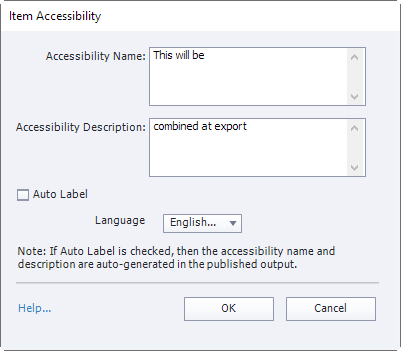 Item Accessibility
Accessibility Name: This will be
Accessibility Description: combined at export
Auto Label
Language English...
Note: If Auto Label is checked, then the accessibility name and
description are auto-generated in the published output.
Help... OK Cancel